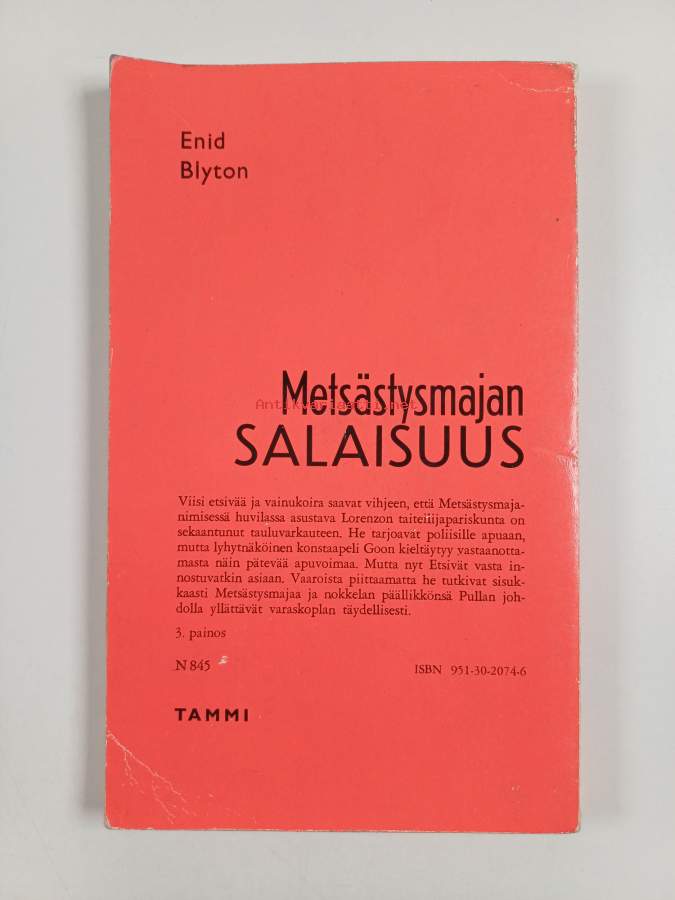 Enid
Blyton
Metsästysmajan
Antikvariaatti.net
SALAISUUS
Viisi etsivää ja vainukoira saavat vihjeen, että Metsästysmaja-
nimisessä huvilassa asustava Lorenzon taiteilijapariskunta on
sekaantunut tauluvarkauteen. He tarjoavat poliisille apuaan,
mutta lyhytnäköinen konstaapeli Goon kieltäytyy vastaanotta-
masta näin pätevää apuvoimaa. Mutta nyt Etsivät vasta in-
nostuvatkin asiaan. Vaaroista piittaamatta he tutkivat sisuk-
kaasti Metsästysmajaa ja nokkelan päällikkönsä Pullan joh-
dolla yllättävät varaskoplan täydellisesti.
3. painos
N 845
ISBN 951-30-2074-6
TAMMI